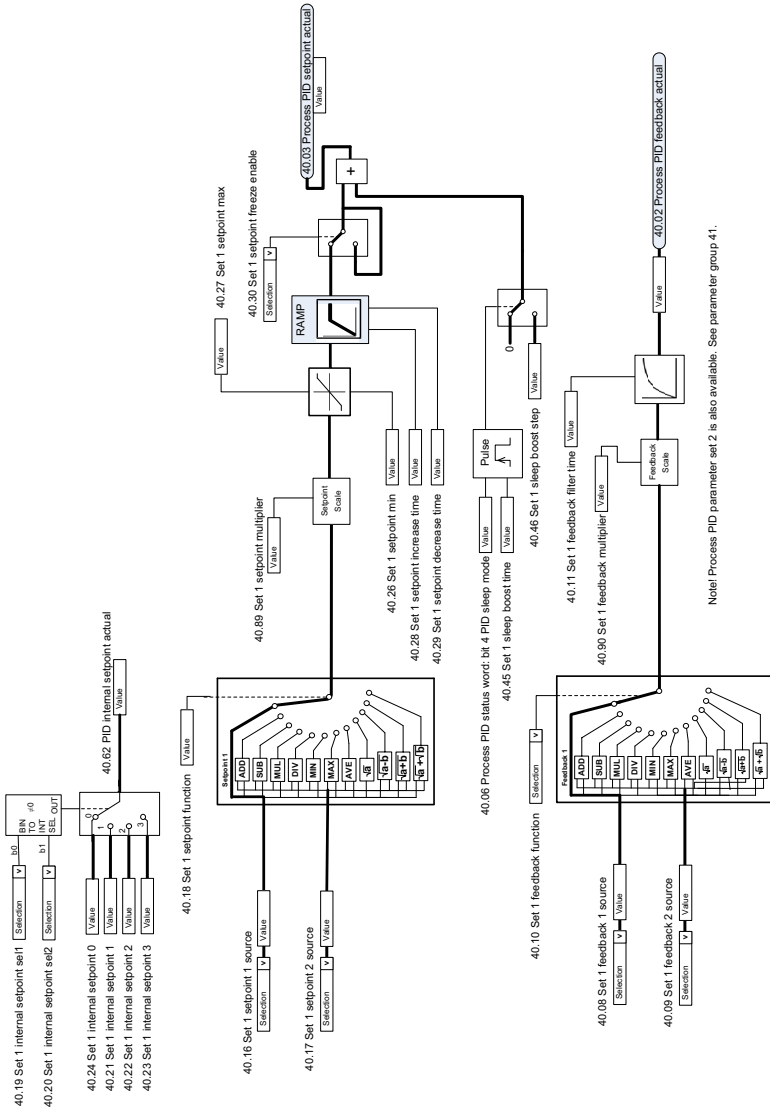 40.19 Set 1 internal setpoint sel1
Selection
v
b0
40.20 Set 1 internal setpoint sel2
Selection
v
b1
BIN
TO
INT
SEL
≠0
OUT
40.24 Set 1 internal setpoint 0
Value
0
40.21 Set 1 internal setpoint 1
Value
1
40.22 Set 1 internal setpoint 2
Value
2
40.23 Set 1 internal setpoint 3
Value
3
40.62 PID internal setpoint actual
Value
40.16 Set 1 setpoint 1 source
Selection
v
Value
40.17 Set 1 setpoint 2 source
Selection
v
Value
40.18 Set 1 setpoint function
Value
Setpoint 1
ADD
SUB
MUL
DIV
MIN
MAX
AVE
√a
√a-b
√a+b
√a+√b
40.89 Set 1 setpoint multiplier
Value
Setpoint
Scale
40.27 Set 1 setpoint max
Value
40.26 Set 1 setpoint min
Value
40.28 Set 1 setpoint increase time
Value
40.29 Set 1 setpoint decrease time
Value
RAMP
40.30 Set 1 setpoint freeze enable
Selection
v
+
40.03 Process PID setpoint actual
Value
40.06 Process PID status word: bit 4 PID sleep mode
Value
40.45 Set 1 sleep boost time
Value
Pulse
0
Value
40.46 Set 1 sleep boost step
40.08 Set 1 feedback 1 source
Selection
v
Value
40.09 Set 1 feedback 2 source
Selection
v
Value
40.10 Set 1 feedback function
Selection
v
Feedback 1
ADD
SUB
MUL
DIV
MIN
MAX
AVE
√a
√a-b
√a+b
√a+√b
40.90 Set 1 feedback multiplier
Value
Feedback
Scale
40.11 Set 1 feedback filter time
Value
Value
40.02 Process PID feedback actual
Note! Process PID parameter set 2 is also available. See parameter group 41.